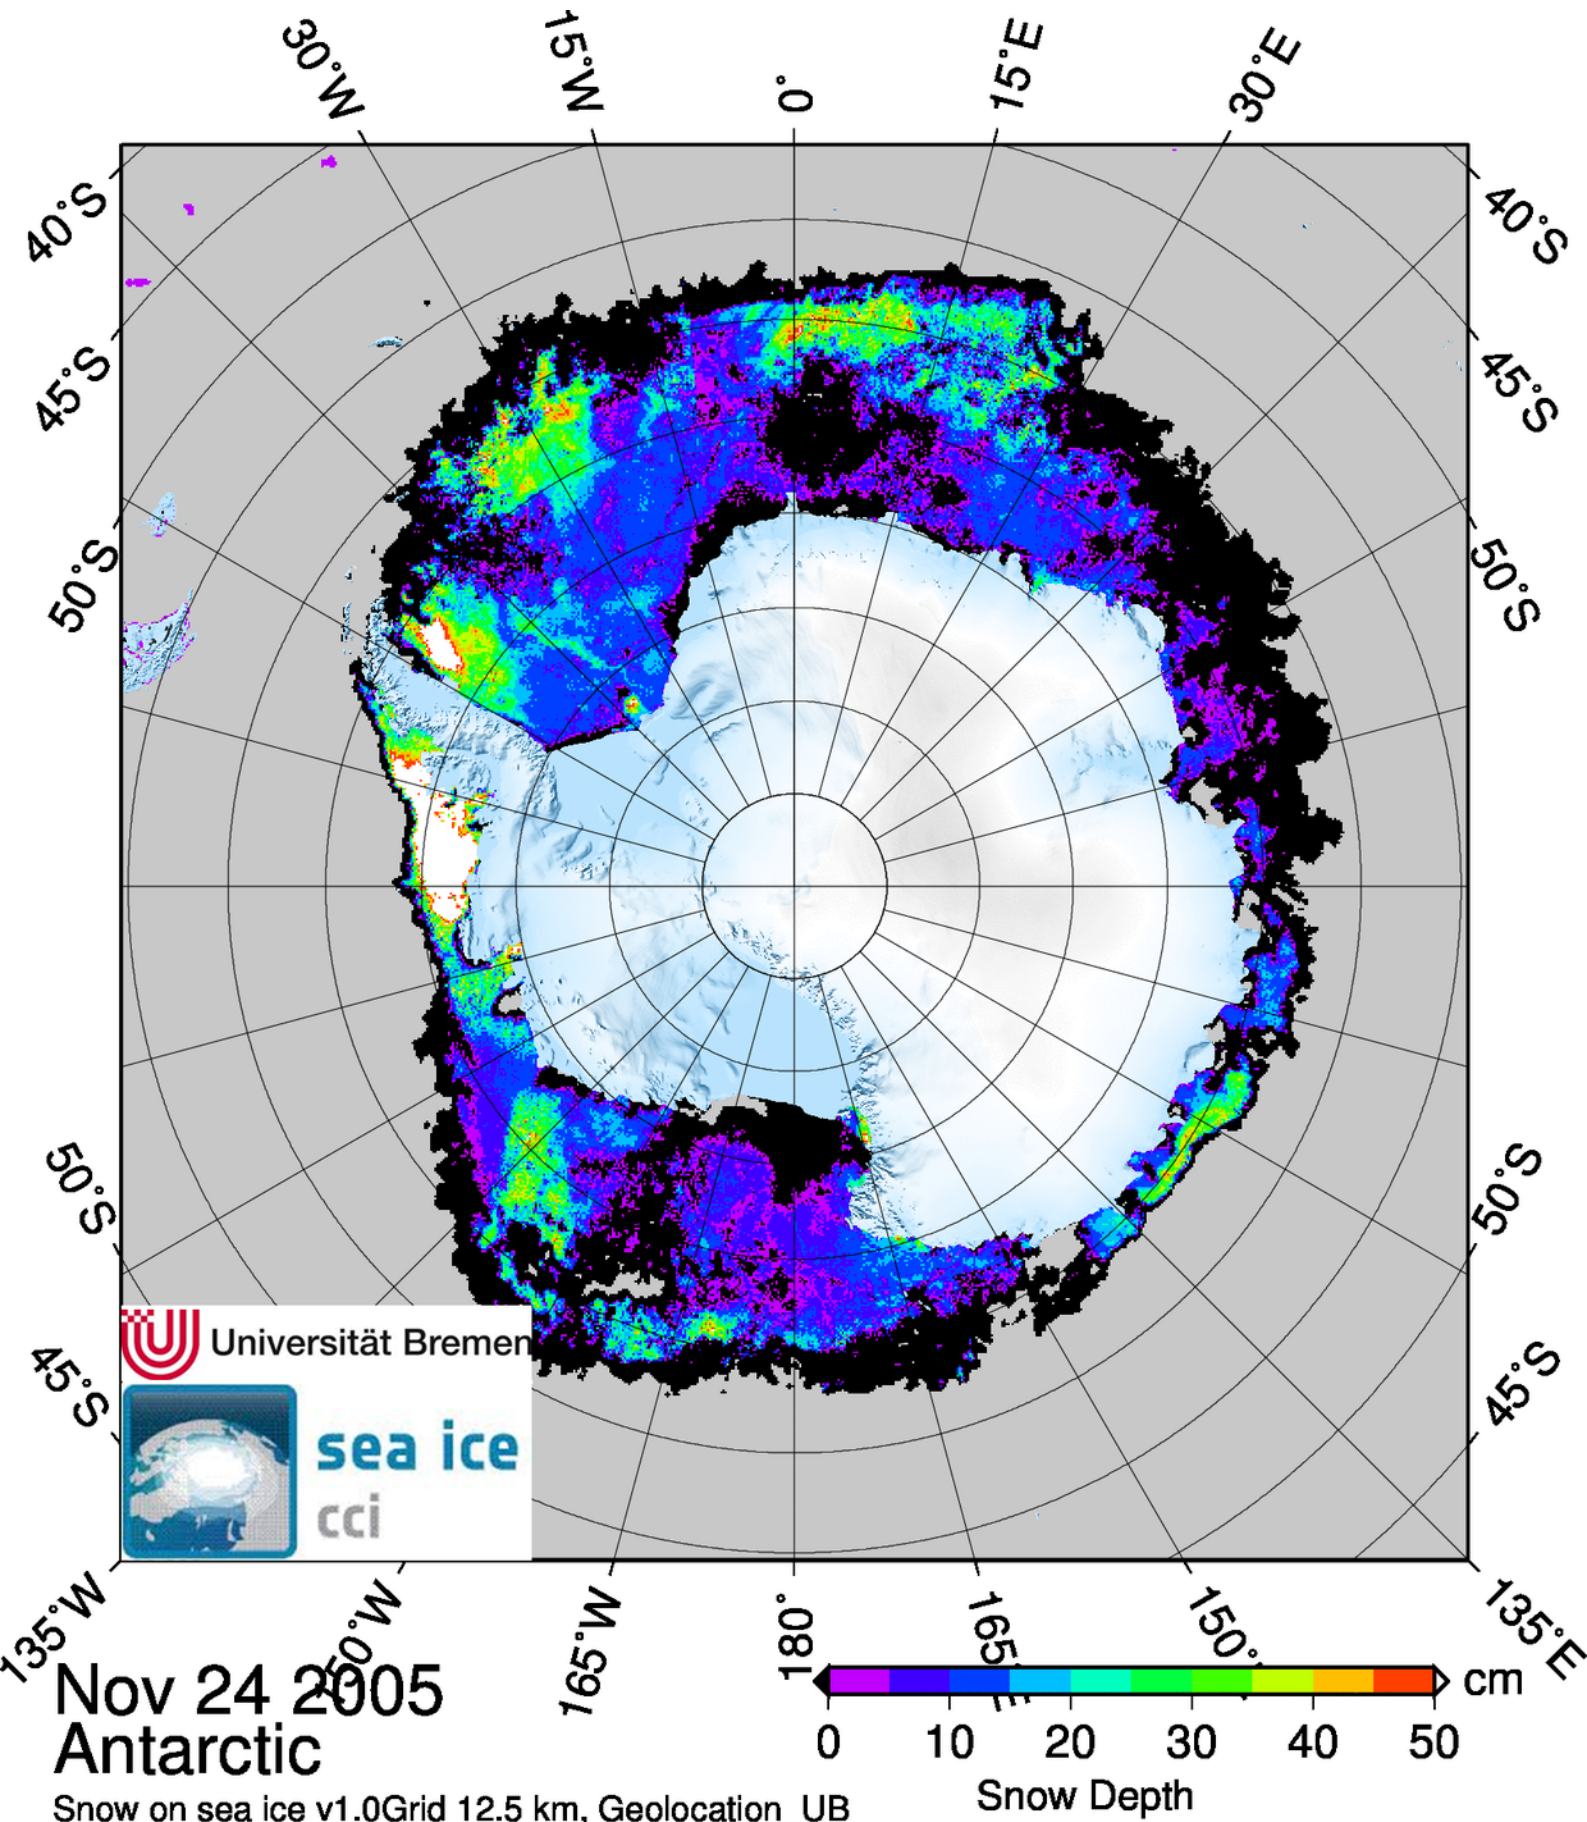 30°W
15°W
0°
15°E
30°E
40°S
40°S
45°S
45°S
50°S
50°S
50°S
50°S
45°S
45°S
Universität Bremen
sea ice
cci
135°W
165°W
180°
150°
135°E
Nov 24 2005
Antarctic
Snow on sea ice v1.0Grid 12.5 km, Geolocation UB
cm
0 10 20 30 40 50
Snow Depth